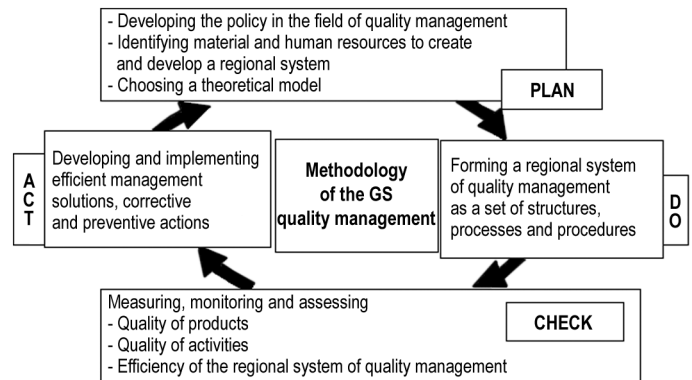 - Developing the policy in the field of quality management
- Identifying material and human resources to create
and develop a regional system
- Choosing a theoretical model
PLAN
ACT
Developing and implementing
efficient management
solutions, corrective
and preventive actions
Methodology
of the GS
quality management
Forming a regional system
of quality management
as a set of structures,
processes and procedures
DO
Measuring, monitoring and assessing
- Quality of products
- Quality of activities
- Efficiency of the regional system of quality management
CHECK